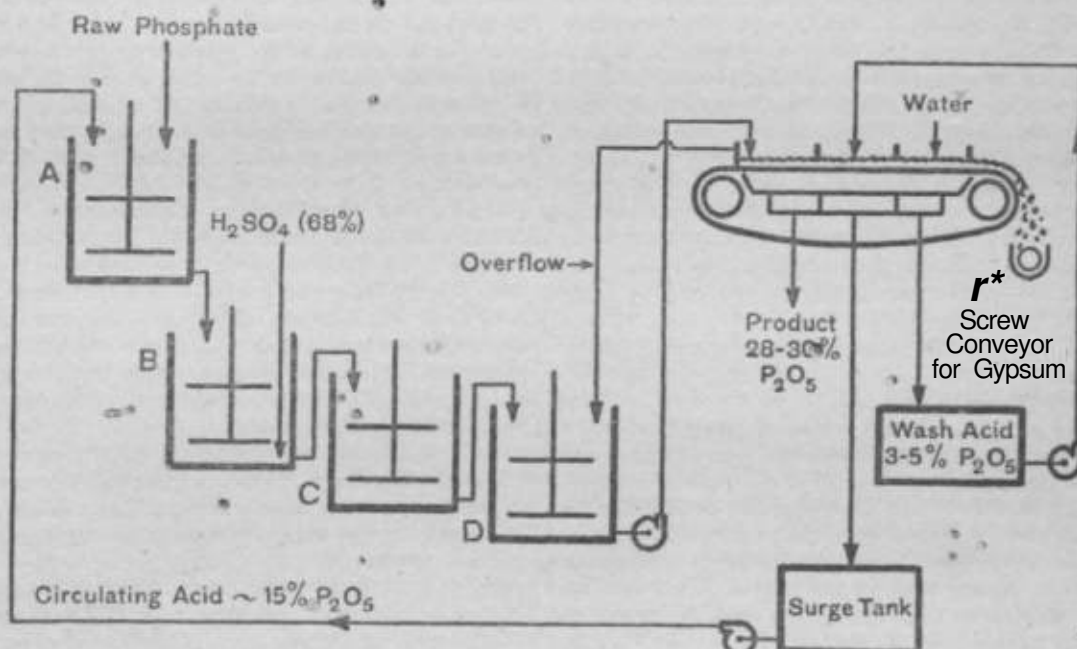 Raw Phosphate
Water
A
H₂SO₄ (68%)
Overflow
r*
Screw
Conveyor
for Gypsum
Product
28-30%
P₂O₅
B
Wash Acid
3-5% P₂O₅
C
D
Circulating Acid ~ 15% P₂O₅
Surge Tank